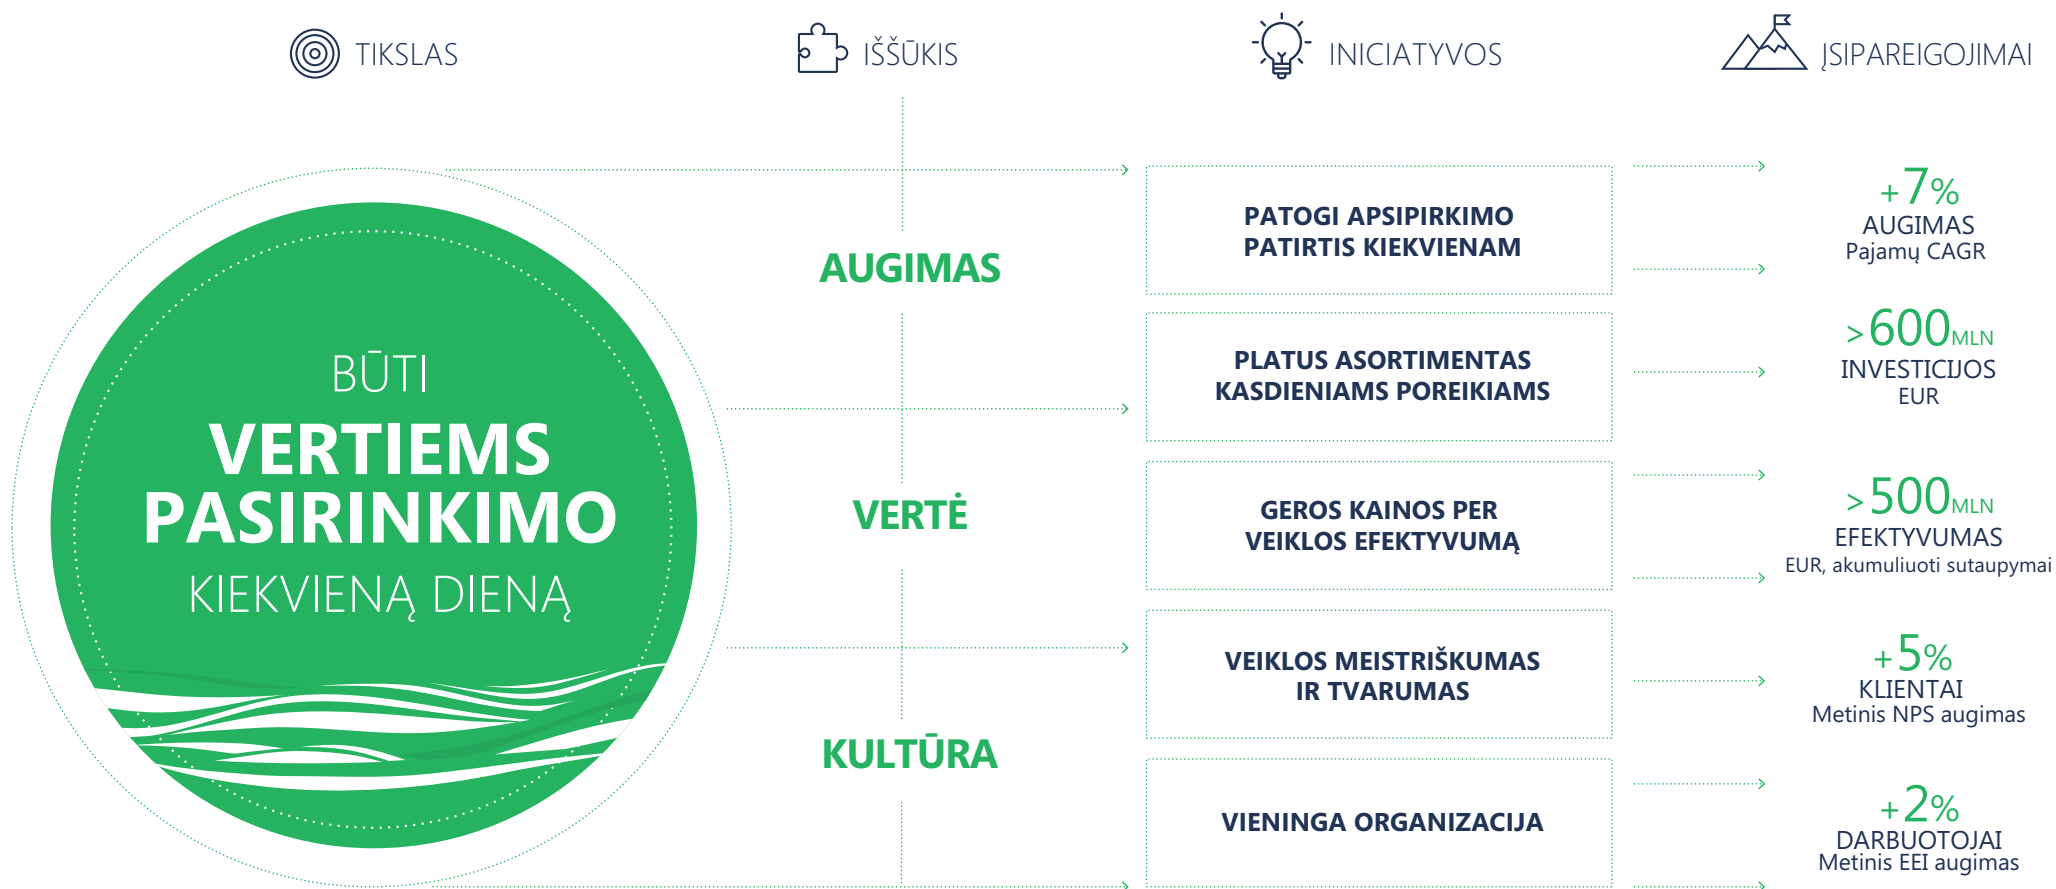 TIKSLAS
IŠŠŪKIS
INICIATYVOS
ĮSIPAREIGOJIMAI
BŪTI
VERTIEMS
PASIRINKIMO
KIEKVIENĄ DIENĄ
AUGIMAS
VERTĖ
KULTŪRA
PATOGI APSIPIRKIMO
PATIRTIS KIEKVIENAM
PLATUS ASORTIMENTAS
KASDIENIAMS POREIKIAMS
GEROS KAINOS PER
VEIKLOS EFEKTYVUMĄ
VEIKLOS MEISTRIŠKUMAS
IR TVARUMAS
VIENINGA ORGANIZACIJA
+7%
AUGIMAS
Pajamų CAGR
>600MLN
INVESTICIJOS
EUR
>500MLN
EFEKTYVUMAS
EUR, akumuliuoti sutaupymai
+5%
KLIENTAI
Metinis NPS augimas
+2%
DARBUOTOJAI
Metinis EEI augimas